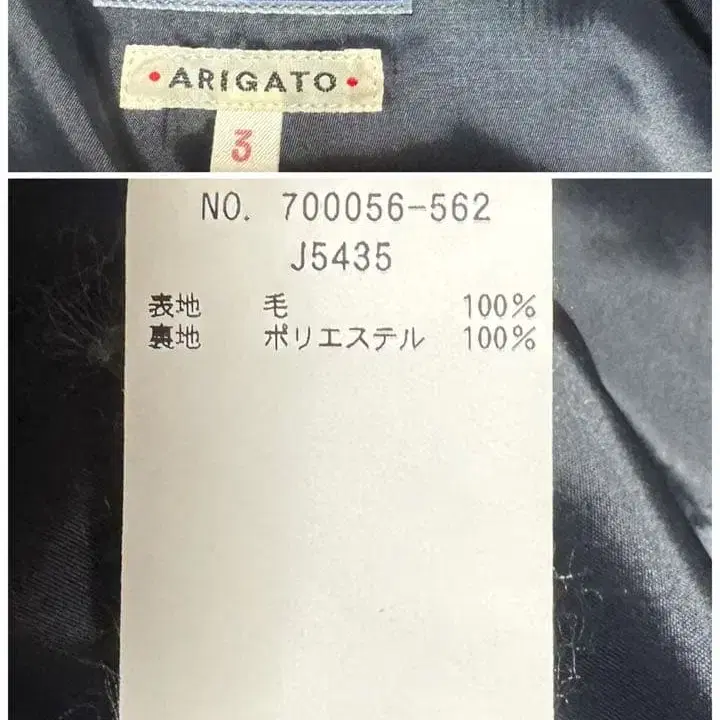 • ARIGATO •
3
NO. 700056-562
J5435
表地 毛 100%
裏地 ポリエステル 100%